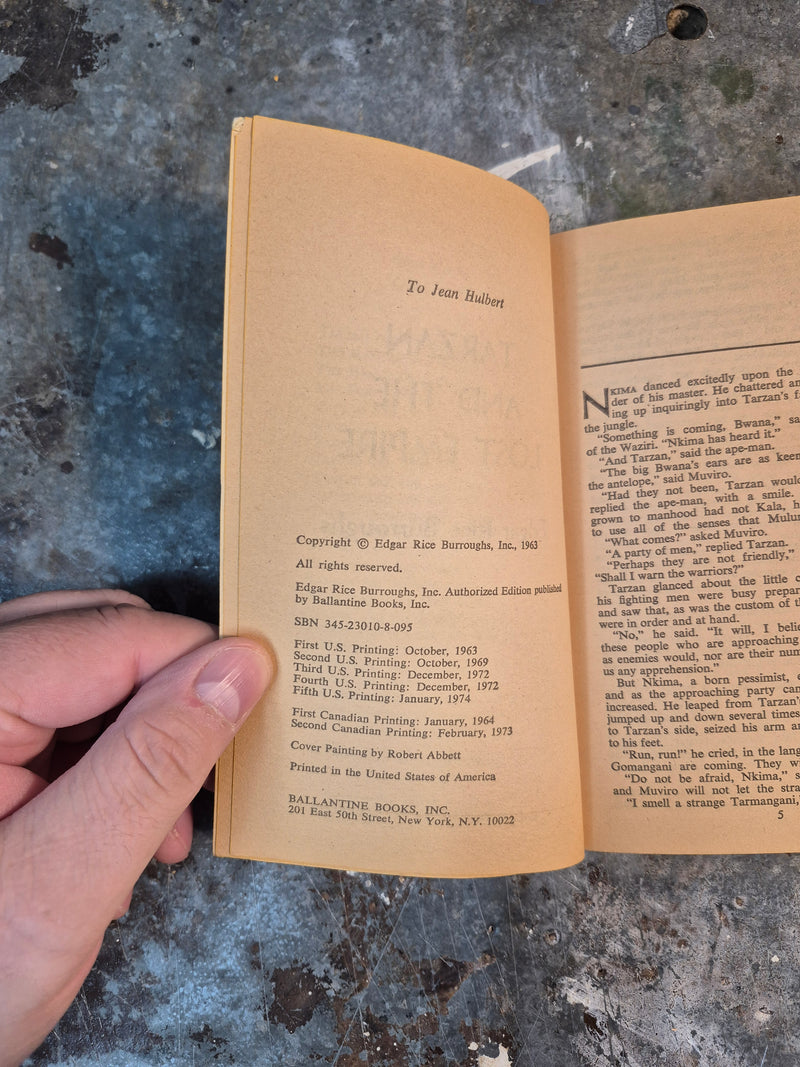 To Jean Hulbert
Copyright © Edgar Rice Burroughs, Inc., 1963
All rights reserved.
Edgar Rice Burroughs, Inc. Authorized Edition published
by Ballantine Books, Inc.
SBN 345-23010-8-095
First U.S. Printing: October, 1963
Second U.S. Printing: October, 1969
Third U.S. Printing: December, 1972
Fourth U.S. Printing: December, 1972
Fifth U.S. Printing: January, 1974
First Canadian Printing: January, 1964
Second Canadian Printing: February, 1973
Cover Painting by Robert Abbett
Printed in the United States of America
BALLANTINE BOOKS, INC.
201 East 50th Street, New York, N.Y. 10022
NKIMA danced excitedly upon the
der of his master. He chattered
ing up inquiringly into Tarzan's
the jungle.
"Something is coming, Bwana,"
of the Waziri. "Nkima has heard it."
"And Tarzan," said the ape-man.
"The big Bwana's ears are as
the antelope," said Muviro.
"Had they not been, Tarzan would
replied the ape-man, with a smile.
grown to manhood had not Kala,
to use all of the senses that
"What comes?" asked Muviro.
"A party of men," replied Tarzan.
"Perhaps they are not friendly,"
"Shall I warn the warriors?"
Tarzan glanced about the little
his fighting men were busy
and saw that, as was the custom of
were in order and at hand.
"No," he said. "It will, I
these people who are approaching
as enemies would, nor are their
us any apprehension."
But Nkima, a born pessimist,
and as the approaching party
increased. He leaped from Tarzan's
jumped up and down several times
to Tarzan's side, seized his arm
to his feet.
"Run, run!" he cried, in the
Gomangani are coming. They
"Do not be afraid, Nkima,"
and Muviro will not let the
"I smell a strange Tarmangani,"
5